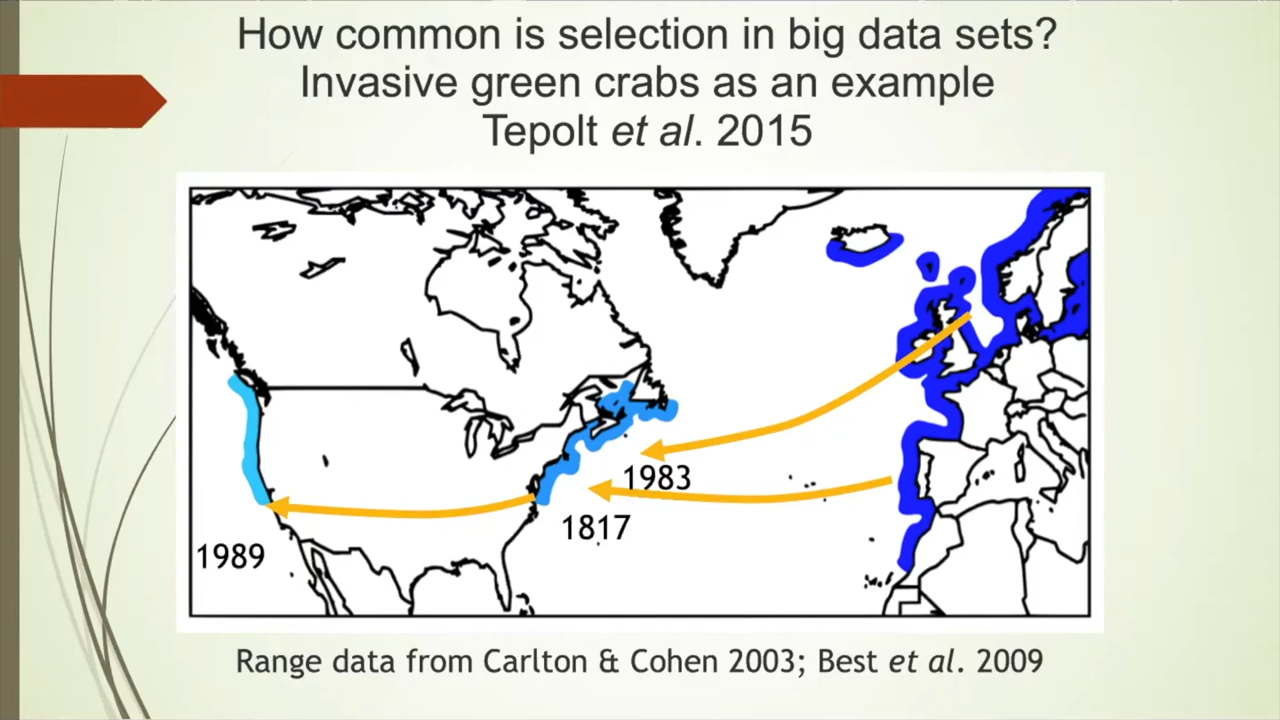 How common is selection in big data sets?
Invasive green crabs as an example
Tepolt et al. 2015
1983
1817
1989
Range data from Carlton & Cohen 2003; Best et al. 2009